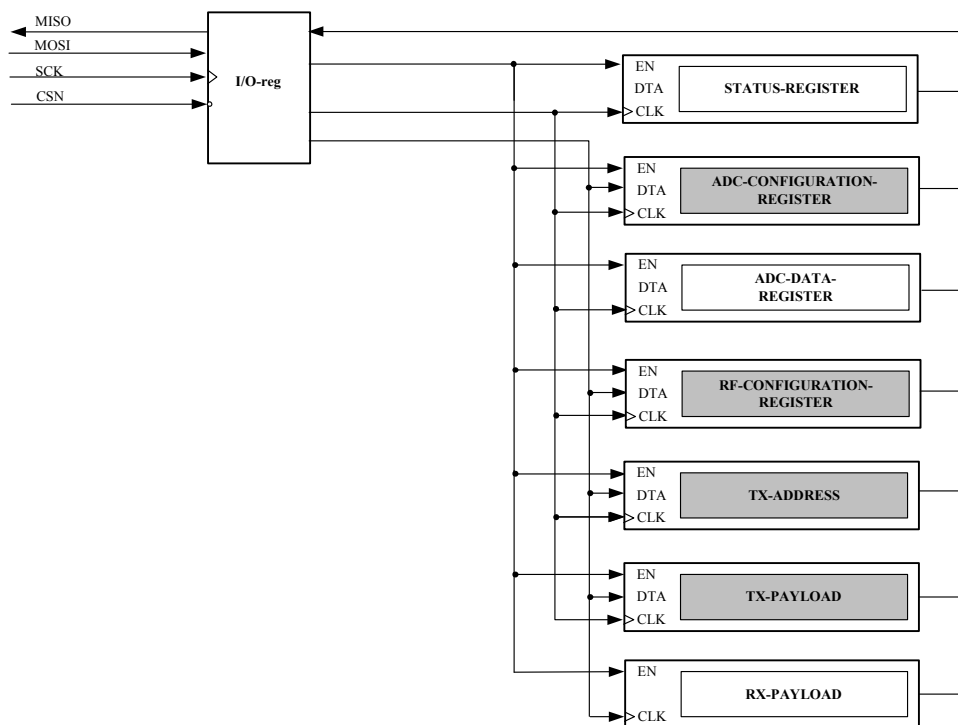 MISO
MOSI
SCK
CSN
I/O-reg
EN
DTA
CLK
STATUS-REGISTER
EN
DTA
CLK
ADC-CONFIGURATION-
REGISTER
EN
DTA
CLK
ADC-DATA-
REGISTER
EN
DTA
CLK
RF-CONFIGURATION-
REGISTER
EN
DTA
CLK
TX-ADDRESS
EN
DTA
CLK
TX-PAYLOAD
EN
CLK
RX-PAYLOAD